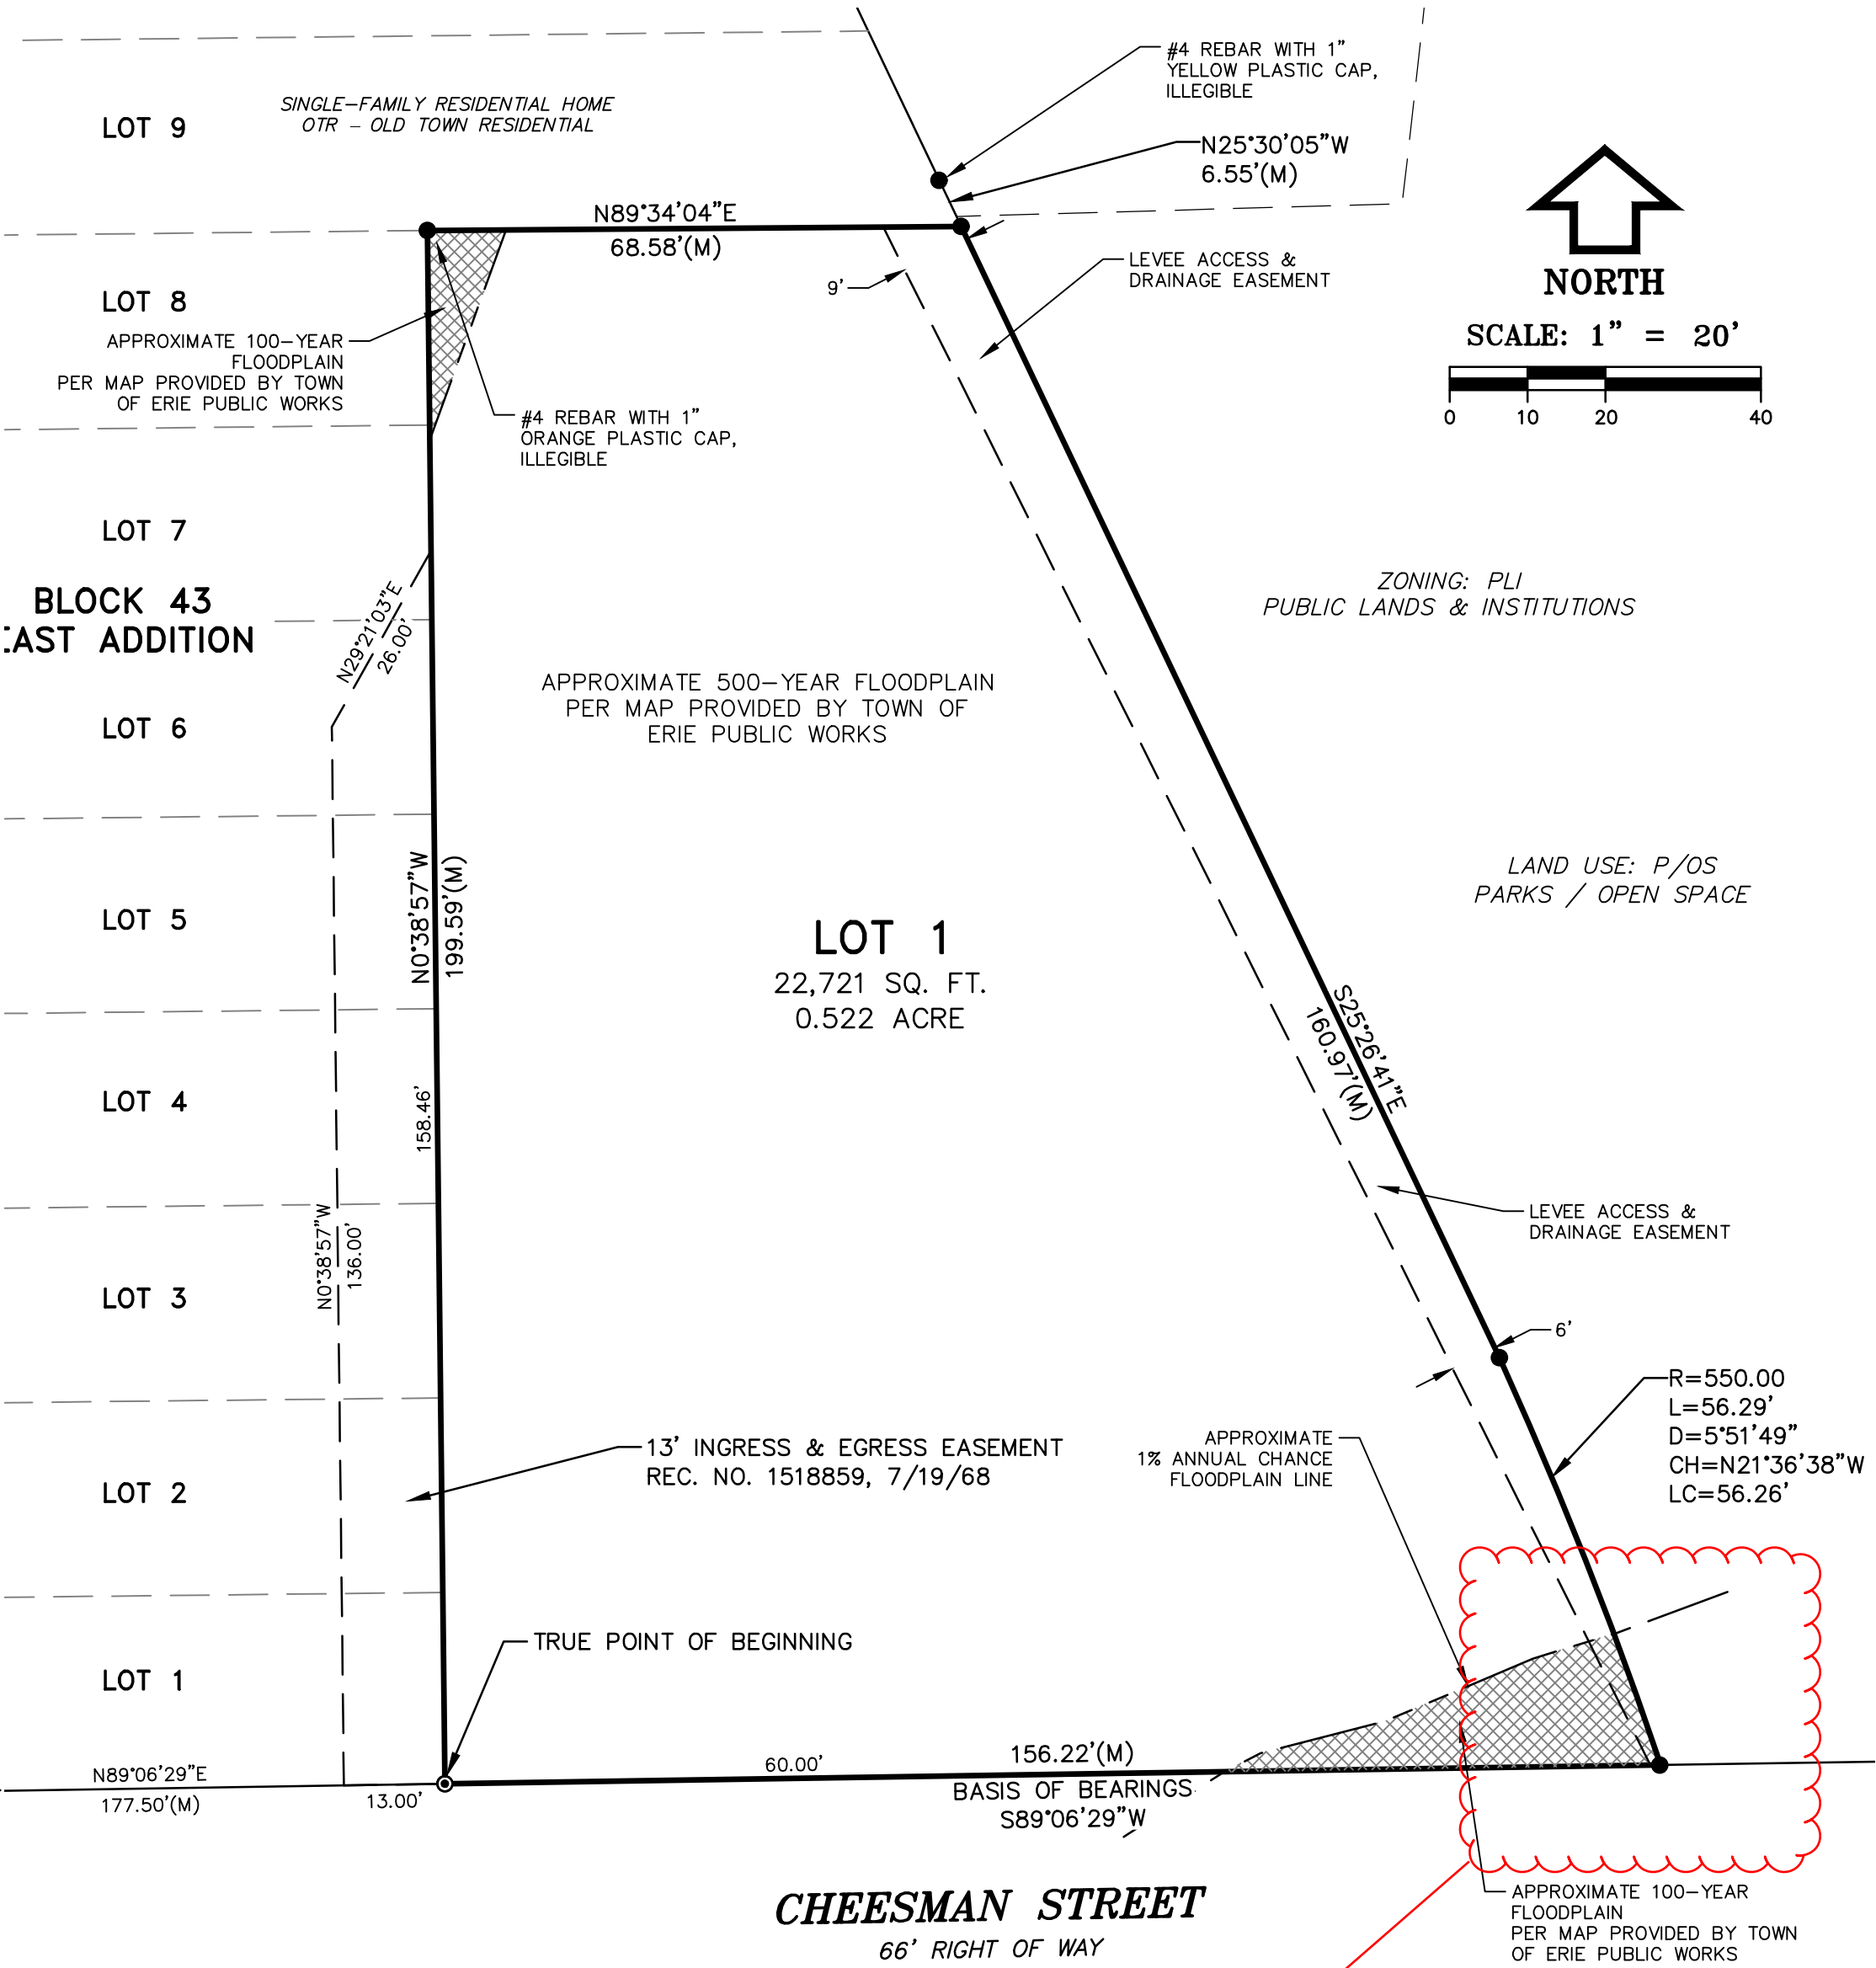 #4 REBAR WITH 1"
YELLOW PLASTIC CAP,
ILLEGIBLE
LOT 9
SINGLE-FAMILY RESIDENTIAL HOME
OTR - OLD TOWN RESIDENTIAL
N25°30'05"W
6.55'(M)
N89°34'04"E
68.58'(M)
LEVEE ACCESS &
DRAINAGE EASEMENT
9'
NORTH
SCALE: 1" = 20'
0 10 20 40
LOT 8
APPROXIMATE 100-YEAR
FLOODPLAIN
PER MAP PROVIDED BY TOWN
OF ERIE PUBLIC WORKS
#4 REBAR WITH 1"
ORANGE PLASTIC CAP,
ILLEGIBLE
LOT 7
BLOCK 43
EAST ADDITION
N29°21'03"E
26.00'
ZONING: PLI
PUBLIC LANDS & INSTITUTIONS
APPROXIMATE 500-YEAR FLOODPLAIN
PER MAP PROVIDED BY TOWN OF
ERIE PUBLIC WORKS
LOT 6
LAND USE: P/OS
PARKS / OPEN SPACE
LOT 5
N0°38'57"W
199.59'(M)
LOT 1
22,721 SQ. FT.
0.522 ACRE
S25°26'41"E
160.97'(M)
LOT 4
158.46'
LEVEE ACCESS &
DRAINAGE EASEMENT
N0°38'57"W
136.00'
LOT 3
6'
R=550.00
L=56.29'
D=5°51'49"
CH=N21°36'38"W
LC=56.26'
13' INGRESS & EGRESS EASEMENT
REC. NO. 1518859, 7/19/68
APPROXIMATE
1% ANNUAL CHANCE
FLOODPLAIN LINE
LOT 2
TRUE POINT OF BEGINNING
LOT 1
N89°06'29"E
177.50'(M)
13.00'
60.00'
156.22'(M)
BASIS OF BEARINGS
S89°06'29"W
CHEESMAN STREET
66' RIGHT OF WAY
APPROXIMATE 100-YEAR
FLOODPLAIN
PER MAP PROVIDED BY TOWN
OF ERIE PUBLIC WORKS